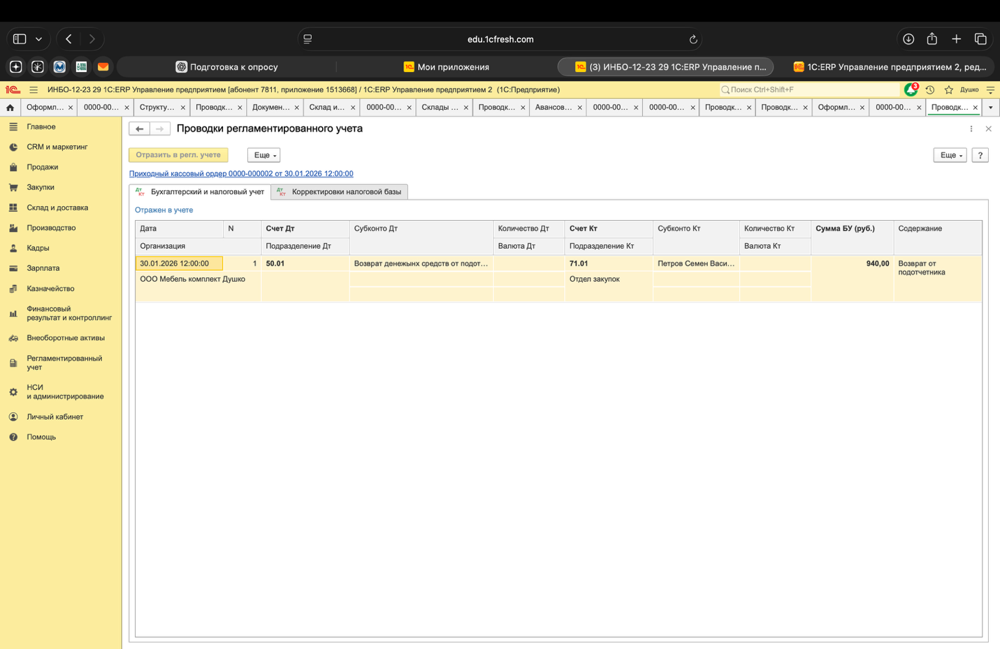 edu.1cfresh.com
Подготовка к опросу
Мои приложения
(3) ИНБО-12-23 29 1С:ERP Управление п...
1С:ERP Управление предприятием 2, ред...
ИНБО-12-23 29 1С:ERP Управление предприятием [абонент 7811, приложение 1513668] / 1С:ERP Управление предприятием 2 (1С:Предприятие)
Поиск Ctrl+Shift+F
3
Душко
Оформл...
0000-00...
Структу...
Проводк...
Докумен...
Склад и...
0000-00...
Склады ...
Проводк...
Авансов...
0000-00...
0000-00...
Проводк...
Проводк...
Оформл...
0000-00...
Проводк...
Главное
CRM и маркетинг
Продажи
Закупки
Склад и доставка
Производство
Кадры
Зарплата
Казначейство
Финансовый
результат и контроллинг
Внеоборотные активы
Регламентированный
учет
НСИ
и администрирование
Личный кабинет
Помощь
Проводки регламентированного учета
Отразить в регл. учете
Еще
Еще
?
Приходный кассовый ордер 0000-000002 от 30.01.2026 12:00:00
Дт Кт Бухгалтерский и налоговый учет
Дт Кт Корректировки налоговой базы
Отражен в учете
Дата N Счет Дт Субконто Дт Количество Дт Счет Кт Субконто Кт Количество Кт Сумма БУ (руб.) Содержание
Организация Подразделение Дт Валюта Дт Подразделение Кт Валюта Кт
30.01.2026 12:00:00 1 50.01 Возврат денежынх средств от подот... 71.01 Петров Семен Васи... 940,00 Возврат от
подотчетника
ООО Мебель комплект Душко Отдел закупок